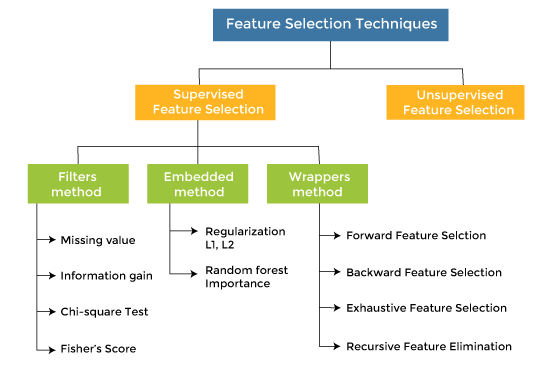 Feature Selection Techniques
Supervised
Feature Selection
Unsupervised
Feature Selection
Filters
method
Embedded
method
Wrappers
method
Missing value
Information gain
Chi-square Test
Fisher's Score
Regularization
L1, L2
Random forest
Importance
Forward Feature Selction
Backward Feature Selection
Exhaustive Feature Selection
Recursive Feature Elimination